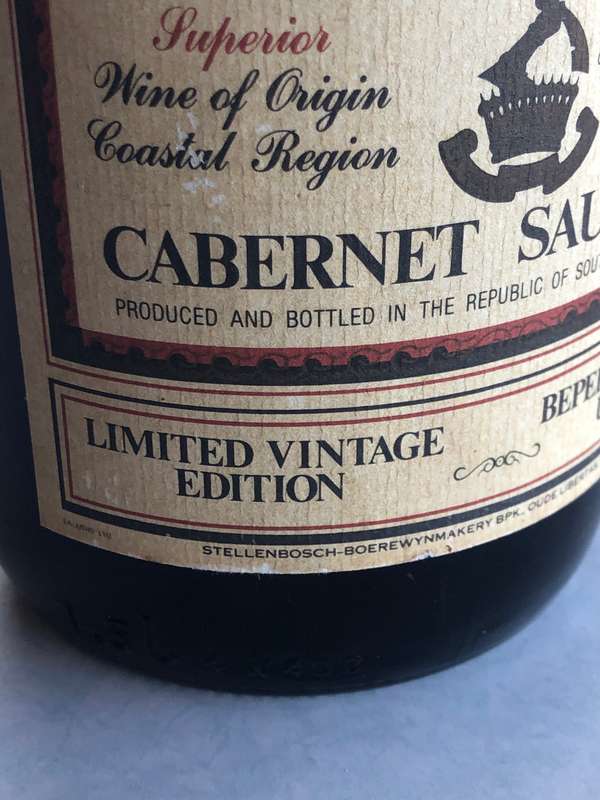 Superior
Wine of Origin
Coastal Region
CABERNET SAU
PRODUCED AND BOTTLED IN THE REPUBLIC OF SOU
LIMITED VINTAGE
EDITION
BEPE
STELLENBOSCH-BOEREWYNMAKERY BPK., OUDE LIBERTAS